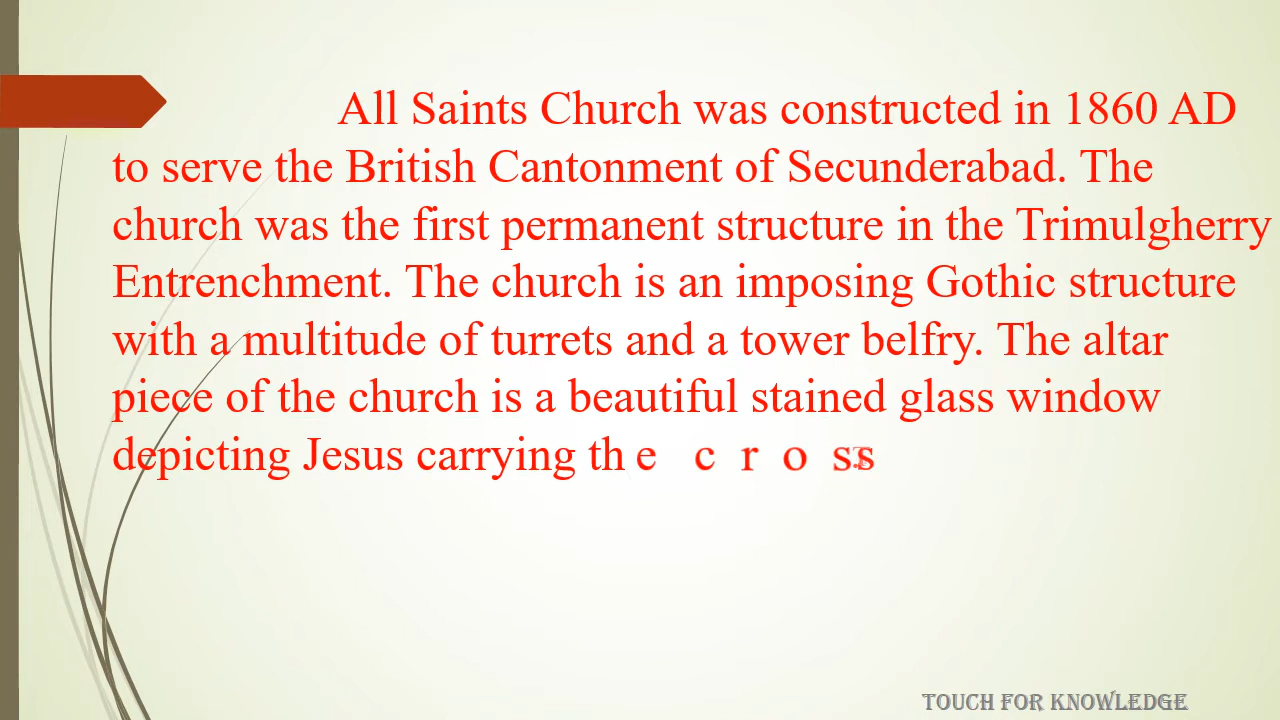 All Saints Church was constructed in 1860 AD
to serve the British Cantonment of Secunderabad. The
church was the first permanent structure in the Trimulgherry
Entrenchment. The church is an imposing Gothic structure
with a multitude of turrets and a tower belfry. The altar
piece of the church is a beautiful stained glass window
depicting Jesus carrying the cross
TOUCH FOR KNOWLEDGE